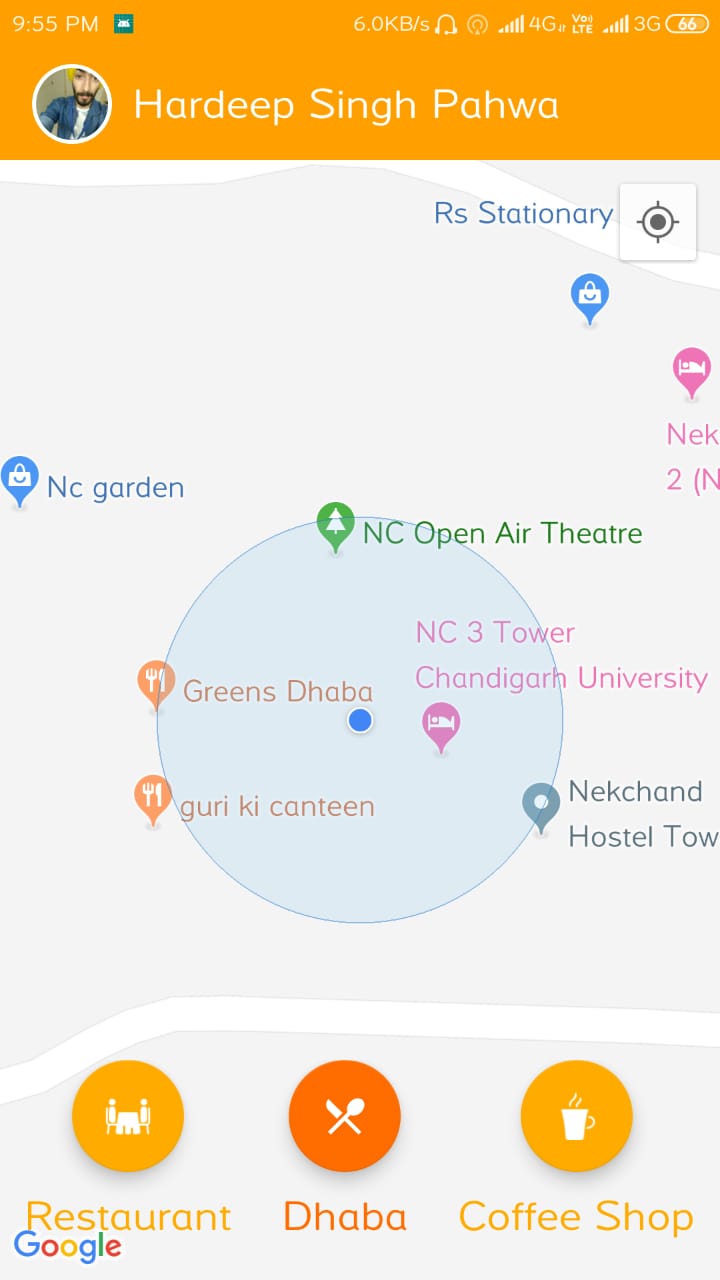 9:55 PM 6.0KB/s 4G Vo) LTE 3G 66
Hardeep Singh Pahwa
Rs Stationary
Nek
2 (N
Nc garden
NC Open Air Theatre
NC 3 Tower
Chandigarh University
Greens Dhaba
Nekchand
Hostel Tow
guri ki canteen
Restaurant Dhaba Coffee Shop
Google